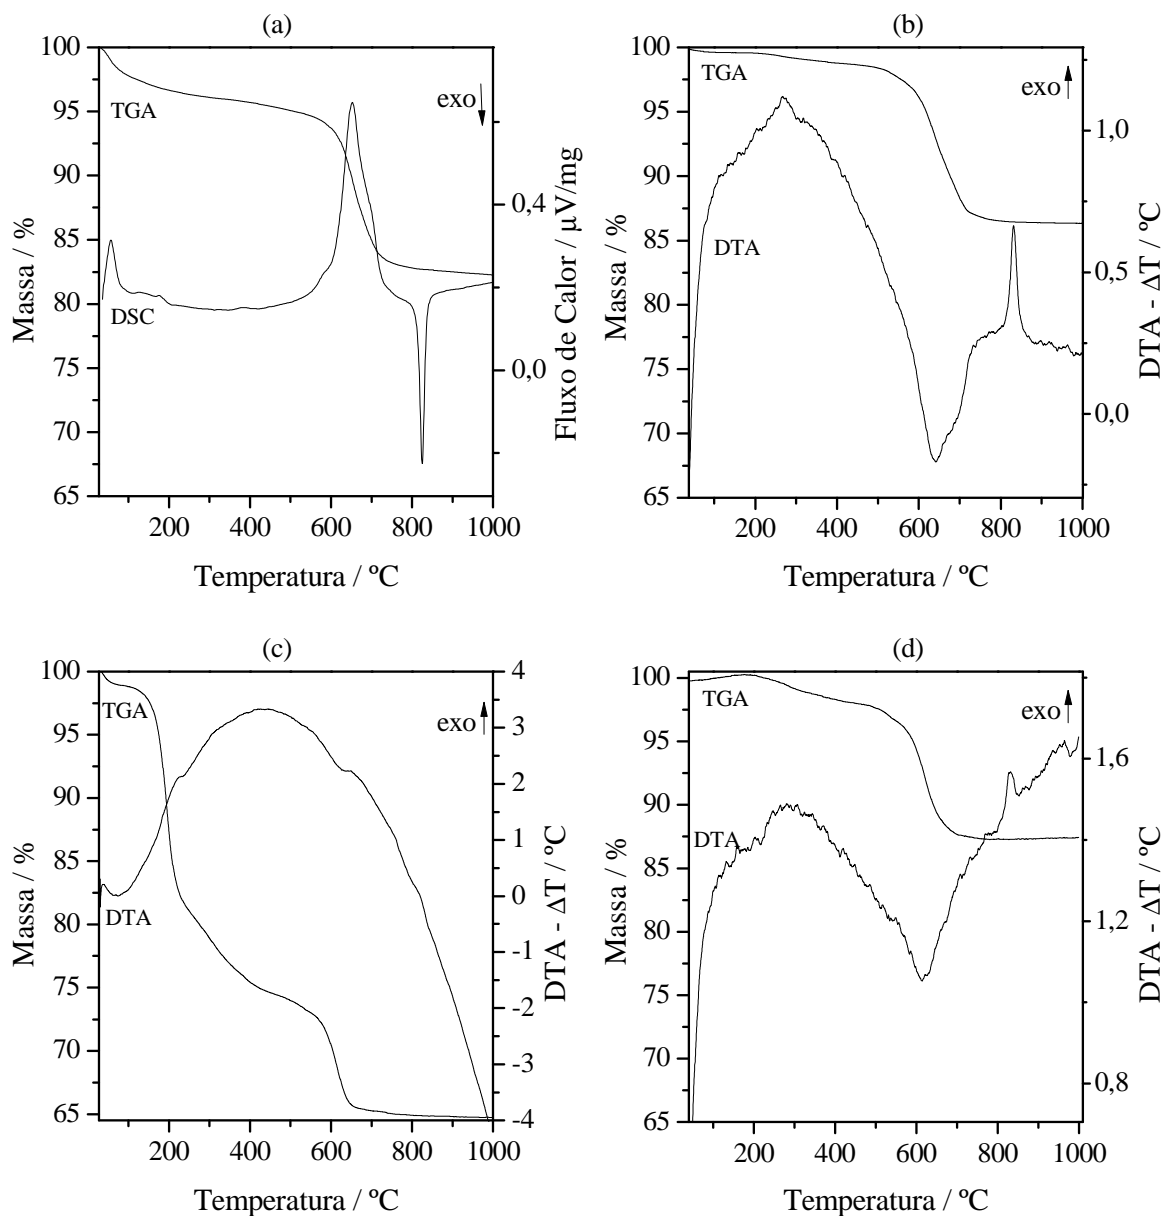 (a)
100
95
90
85
80
75
70
65
Massa / %
TGA
DSC
exo
0,4
0,0
Fluxo de Calor / µV/mg
200 400 600 800 1000
Temperatura / ºC
(b)
100
95
90
85
80
75
70
65
Massa / %
TGA
DTA
exo
1,0
0,5
0,0
DTA - ΔT / ºC
200 400 600 800 1000
Temperatura / ºC
(c)
100
95
90
85
80
75
70
65
Massa / %
TGA
DTA
exo
4
3
2
1
0
-1
-2
-3
-4
DTA - ΔT / ºC
200 400 600 800 1000
Temperatura / ºC
(d)
100
95
90
85
80
75
70
65
Massa / %
TGA
DTA
exo
1,6
1,2
0,8
DTA - ΔT / ºC
200 400 600 800 1000
Temperatura / ºC